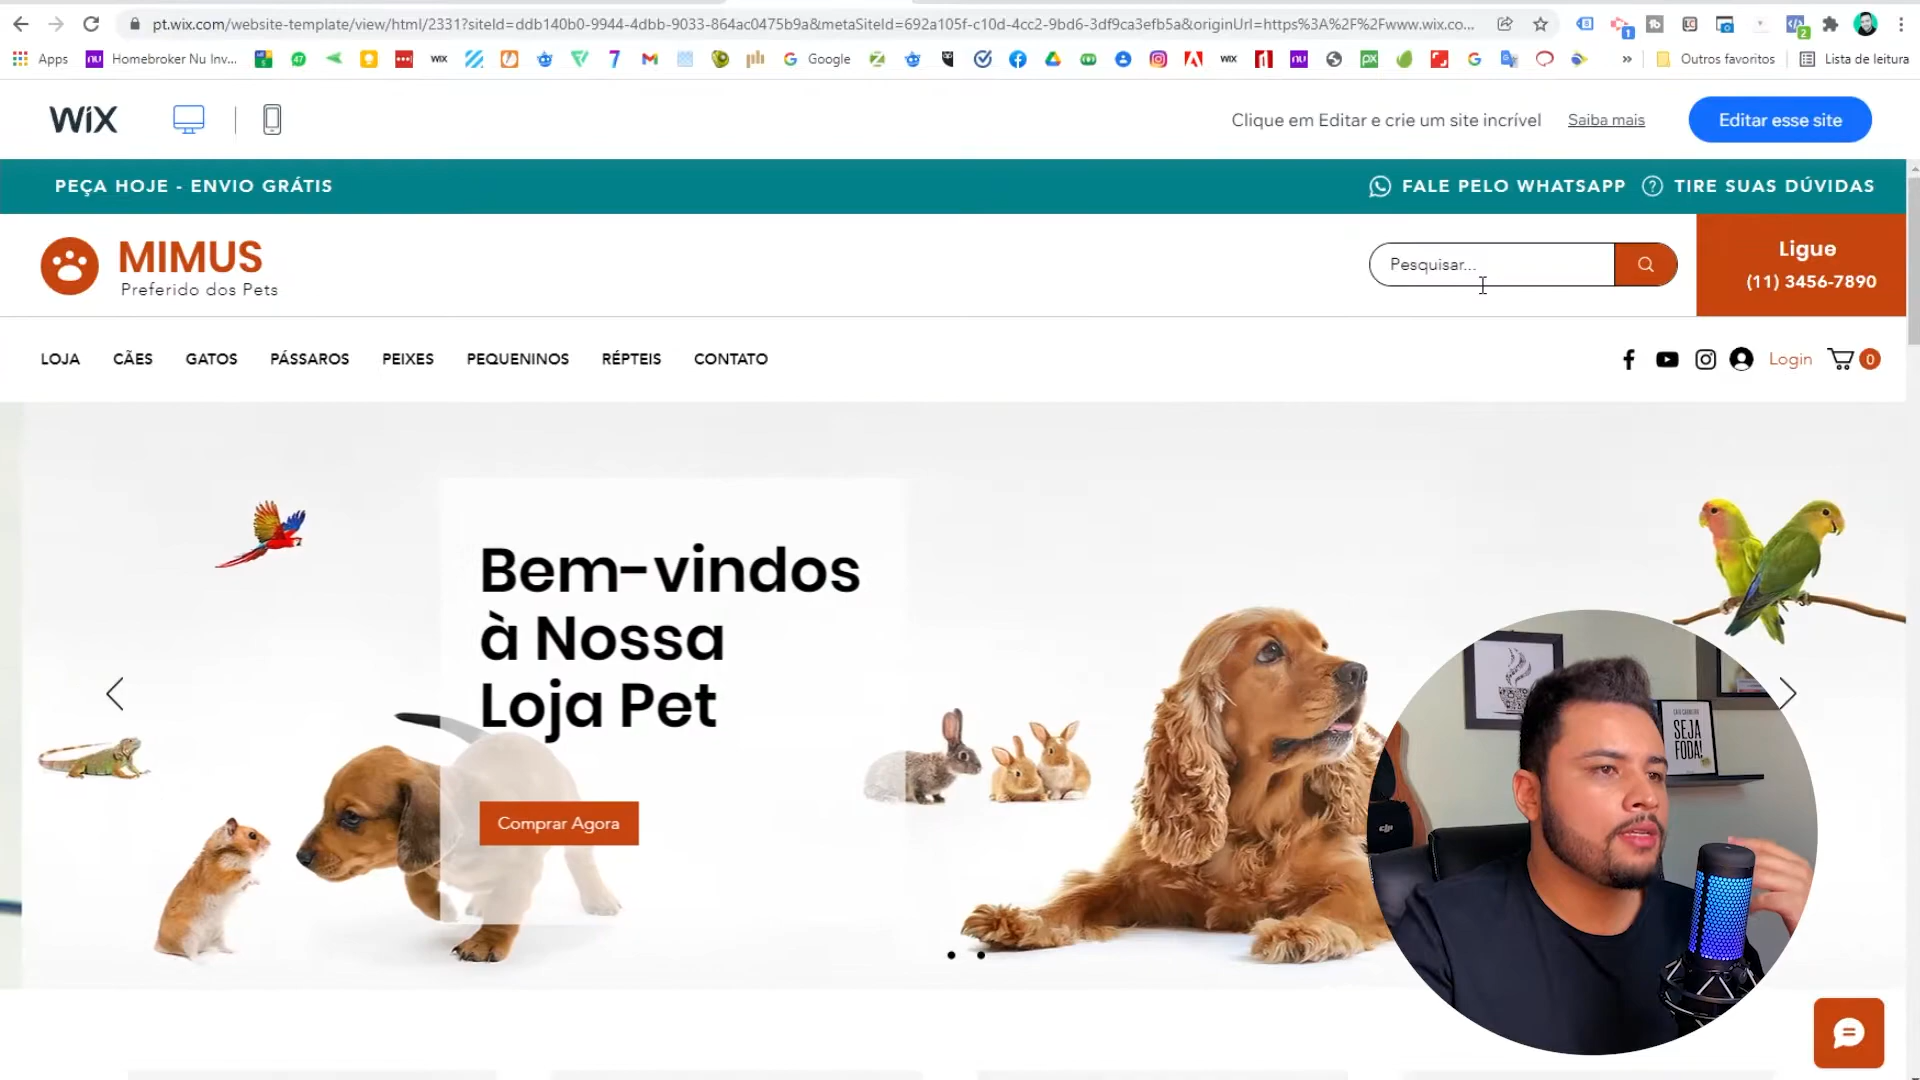 pt.wix.com/website-template/view/html/2331?siteId=ddb140b0-9944-4dbb-9033-864ac0475b9a&metaSiteId=692a105f-c10d-4cc2-9bd6-3df9ca3efb5a&originUrl=https%3A%2F%2Fwww.wix.co...
Apps Homebroker Nu Inv... Google » Outros favoritos Lista de leitura
WiX Clique em Editar e crie um site incrível Saiba mais Editar esse site
PEÇA HOJE - ENVIO GRÁTIS FALE PELO WHATSAPP TIRE SUAS DÚVIDAS
MIMUS
Preferido dos Pets
Pesquisar...
Ligue
(11) 3456-7890
LOJA CÃES GATOS PÁSSAROS PEIXES PEQUENINOS RÉPTEIS CONTATO Login 0
Bem-vindos
à Nossa
Loja Pet
Comprar Agora
SEJA
FODA!
dji